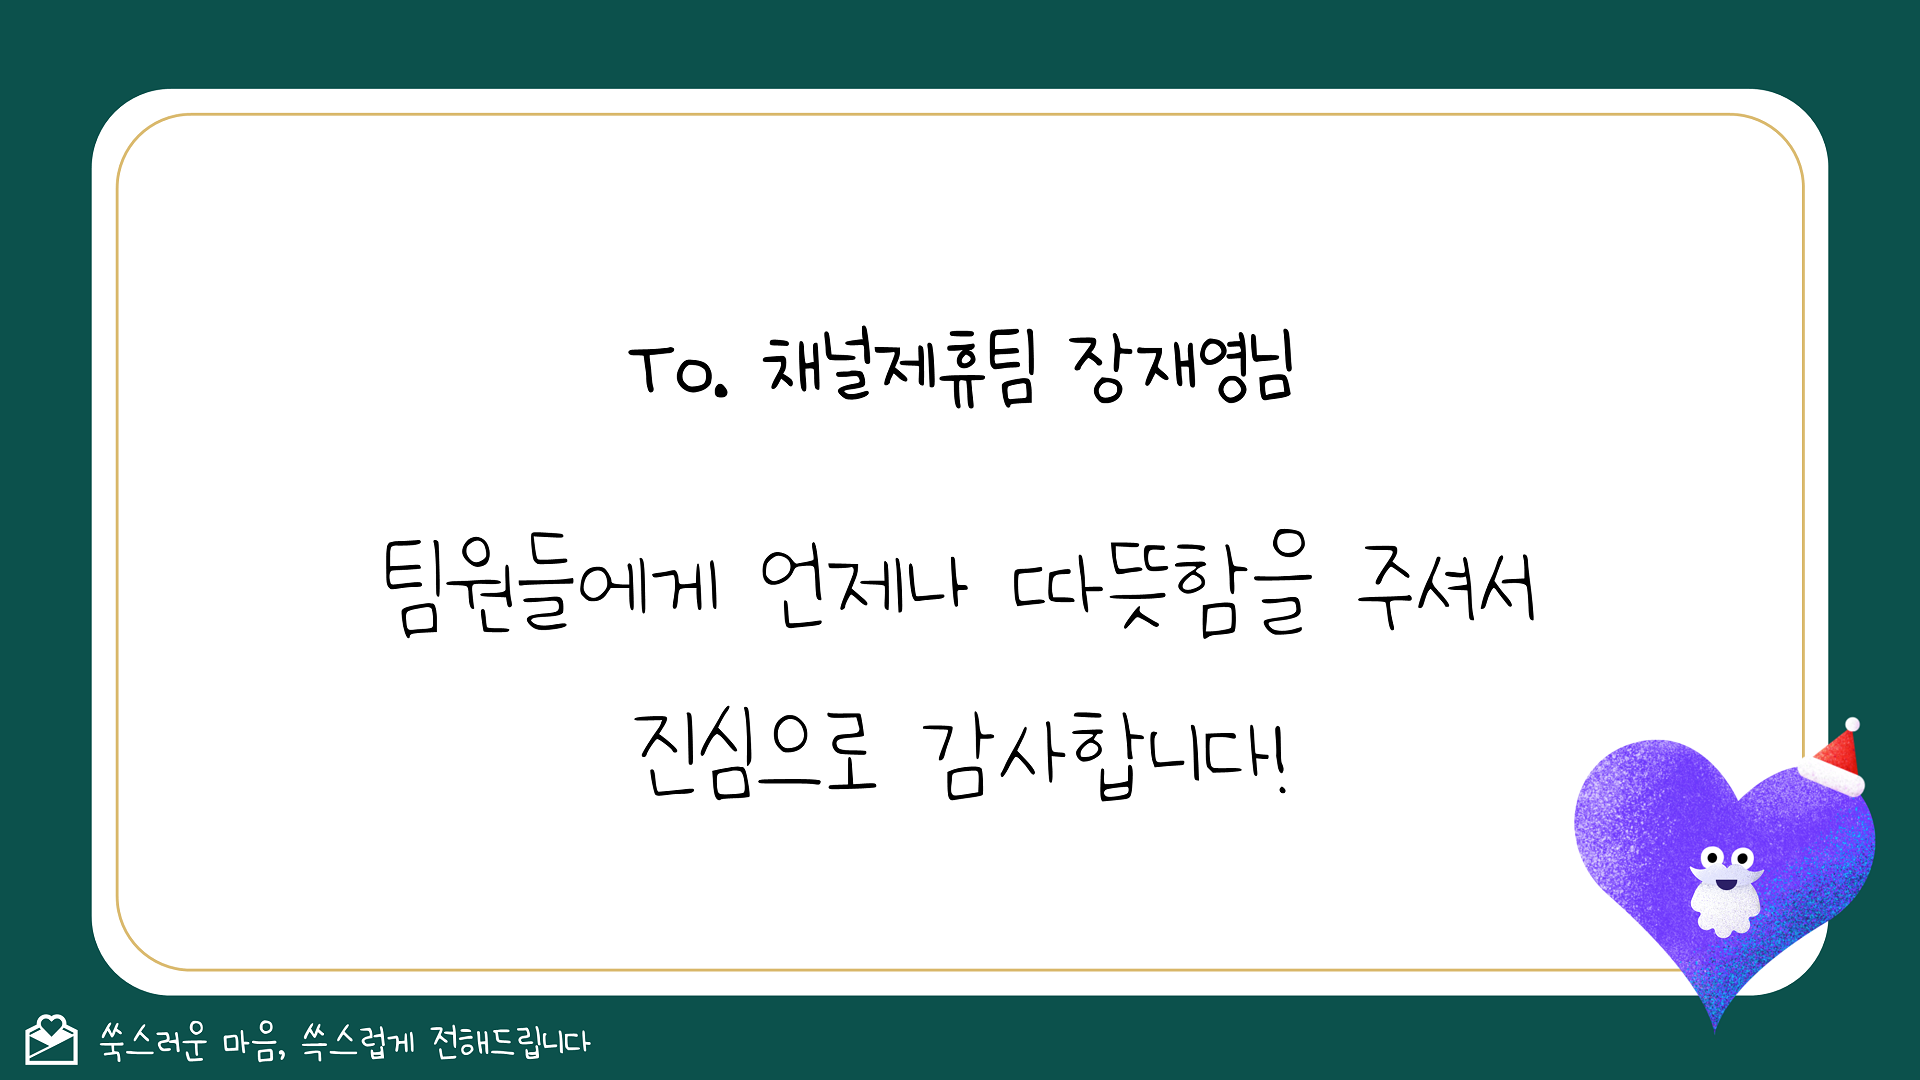 To. 채널제휴팀 장재영님
팀원들에게 언제나 따뜻함을 주셔서
진심으로 감사합니다!
쑥스러운 마음, 쓱스럽게 전해드립니다